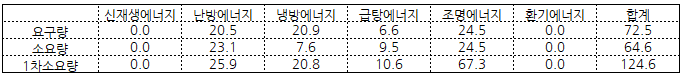 신재생에너지 난방에너지 냉방에너지 급탕에너지 조명에너지 환기에너지 합계
요구량 0.0 20.5 20.9 6.6 24.5 0.0 72.5
소요량 0.0 23.1 7.6 9.5 24.5 0.0 64.6
1차소요량 0.0 25.9 20.8 10.6 67.3 0.0 124.6